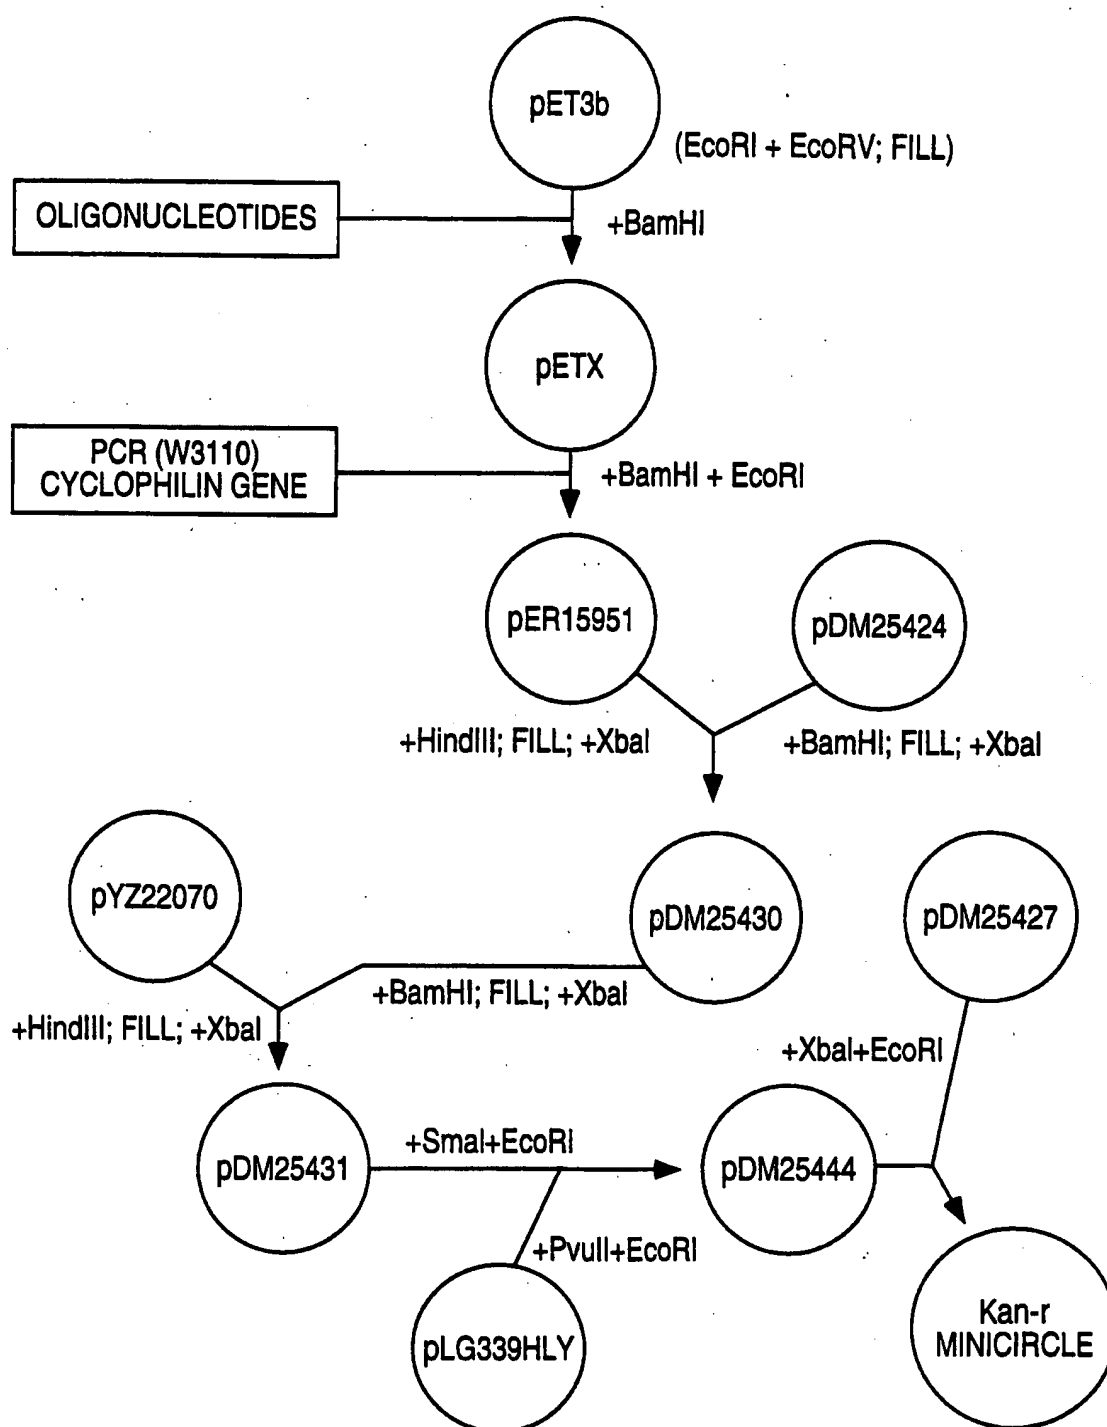 pET3b
(EcoRI + EcoRV; FILL)
OLIGONUCLEOTIDES
+BamHI
pETX
PCR (W3110)
CYCLOPHILIN GENE
+BamHI + EcoRI
pER15951
pDM25424
+HindIII; FILL; +XbaI
+BamHI; FILL; +XbaI
pYZ22070
pDM25430
pDM25427
+BamHI; FILL; +XbaI
+HindIII; FILL; +XbaI
+XbaI+EcoRI
pDM25431
+SmaI+EcoRI
pDM25444
+PvuII+EcoRI
pLG339HLY
Kan-r
MINICIRCLE